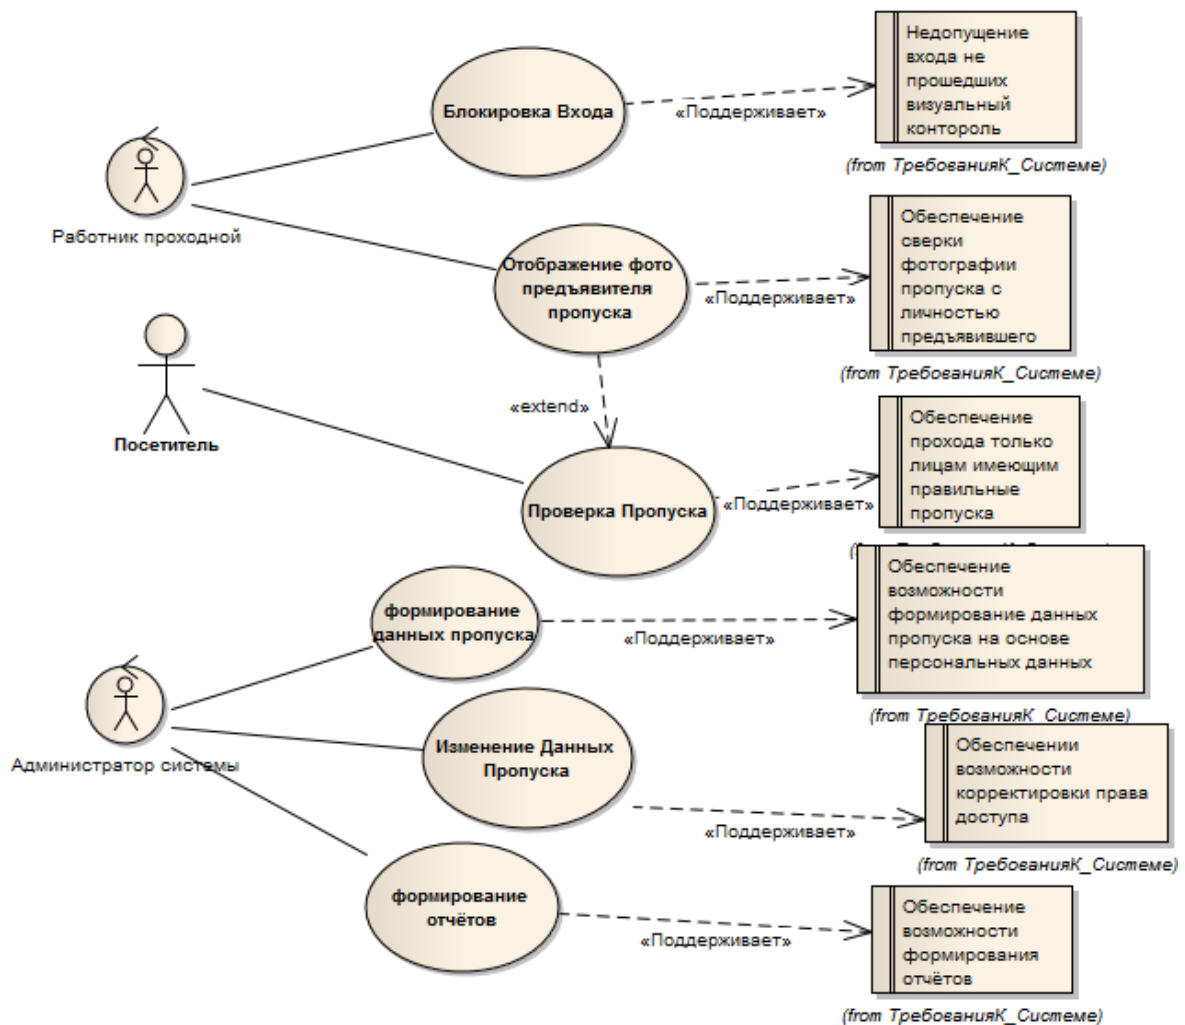 Недопущение
входа не
прошедших
визуальный
контороль
(from ТребованияК_Системе)
Блокировка Входа
«Поддерживает»
Работник проходной
Обеспечение
сверки
фотографии
пропуска с
личностью
предъявившего
(from ТребованияК_Системе)
Отображение фото
предъявителя
пропуска
«Поддерживает»
«extend»
Посетитель
Обеспечение
прохода только
лицам имеющим
правильные
пропуска
Проверка Пропуска
«Поддерживает»
Обеспечение
возможности
формирование данных
пропуска на основе
персональных данных
(from ТребованияК_Системе)
формирование
данных пропуска
«Поддерживает»
Администратор системы
Изменение Данных
Пропуска
«Поддерживает»
Обеспечении
возможности
корректировки права
доступа
(from ТребованияК_Системе)
формирование
отчётов
«Поддерживает»
Обеспечение
возможности
формирования
отчётов
(from ТребованияК_Системе)